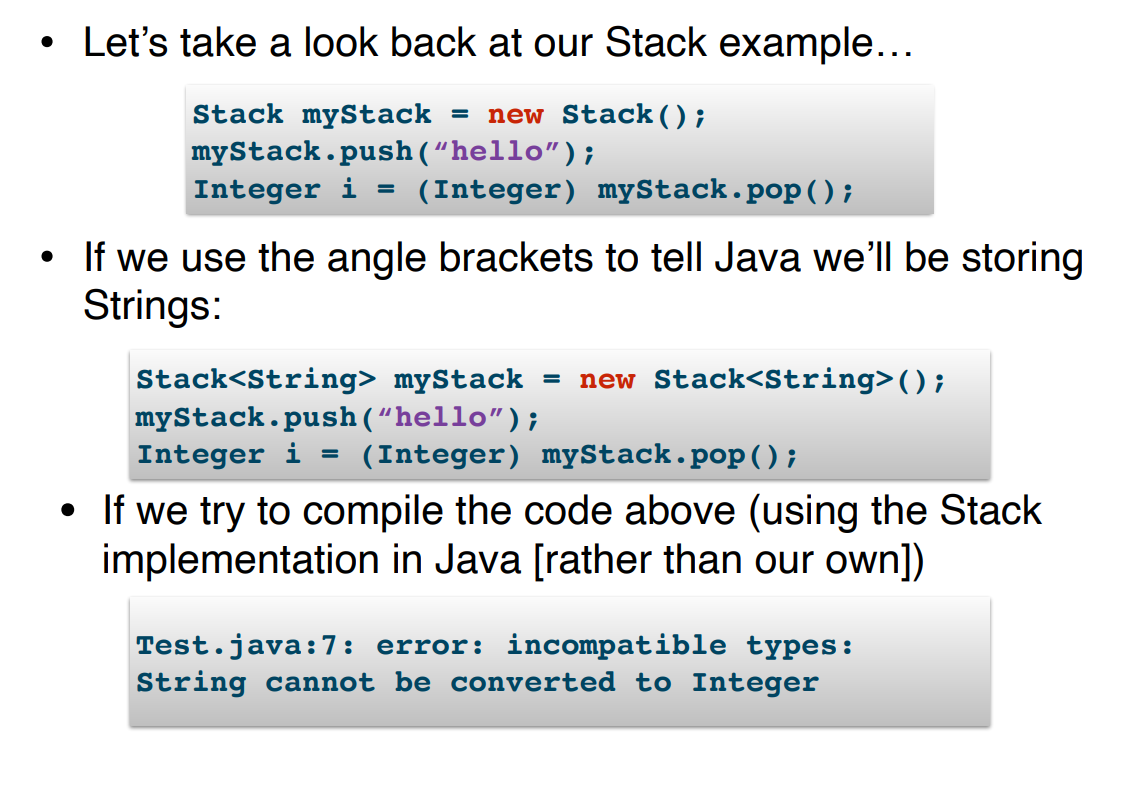 • Let’s take a look back at our Stack example…
Stack myStack = new Stack();
myStack.push(“hello”);
Integer i = (Integer) myStack.pop();
• If we use the angle brackets to tell Java we’ll be storing
Strings:
Stack<String> myStack = new Stack<String>();
myStack.push(“hello”);
Integer i = (Integer) myStack.pop();
• If we try to compile the code above (using the Stack
implementation in Java [rather than our own])
Test.java:7: error: incompatible types:
String cannot be converted to Integer